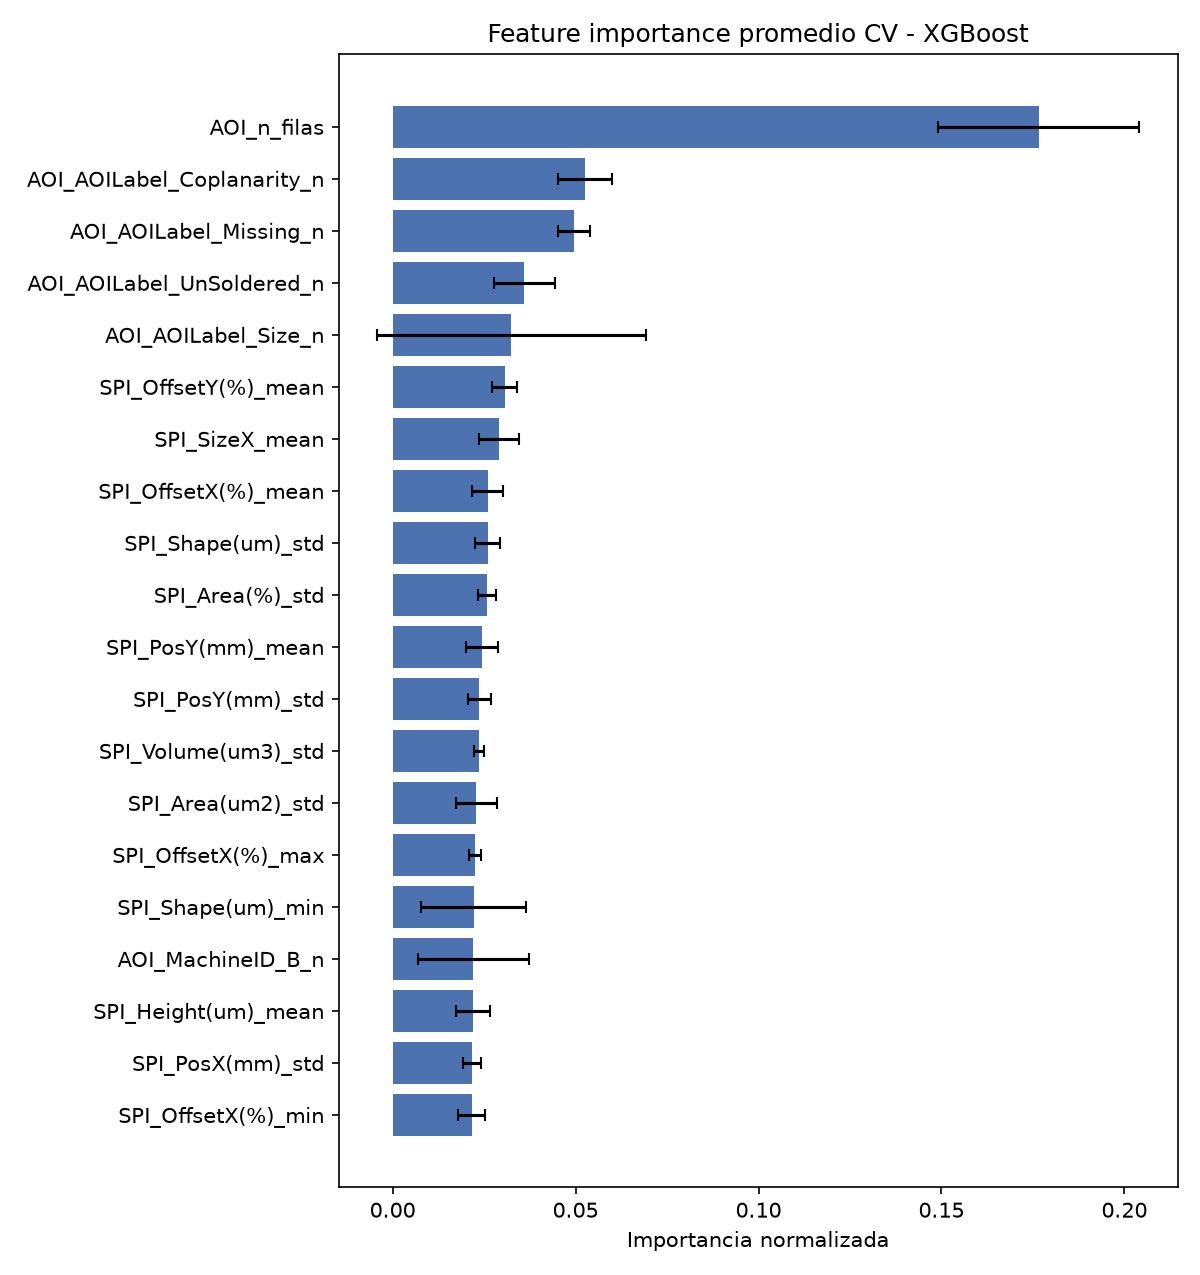 Feature importance promedio CV - XGBoost
AOI_n_filas
AOI_AOILabel_Coplanarity_n
AOI_AOILabel_Missing_n
AOI_AOILabel_UnSoldered_n
AOI_AOILabel_Size_n
SPI_OffsetY(%)_mean
SPI_SizeX_mean
SPI_OffsetX(%)_mean
SPI_Shape(um)_std
SPI_Area(%)_std
SPI_PosY(mm)_mean
SPI_PosY(mm)_std
SPI_Volume(um3)_std
SPI_Area(um2)_std
SPI_OffsetX(%)_max
SPI_Shape(um)_min
AOI_MachineID_B_n
SPI_Height(um)_mean
SPI_PosX(mm)_std
SPI_OffsetX(%)_min
0.00 0.05 0.10 0.15 0.20
Importancia normalizada